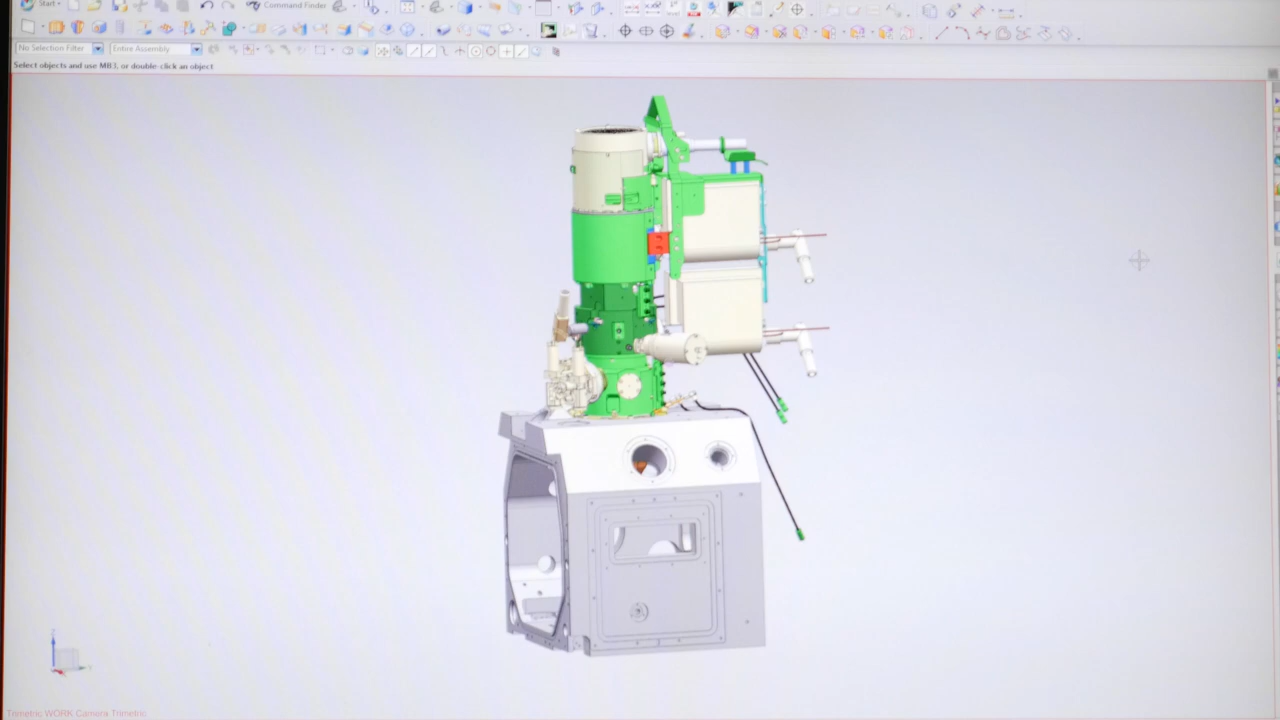 Start
Command Finder
No Selection Filter
Entire Assembly
Select objects and use MB3, or double-click an object
Trimetric WORK Camera Trimetric